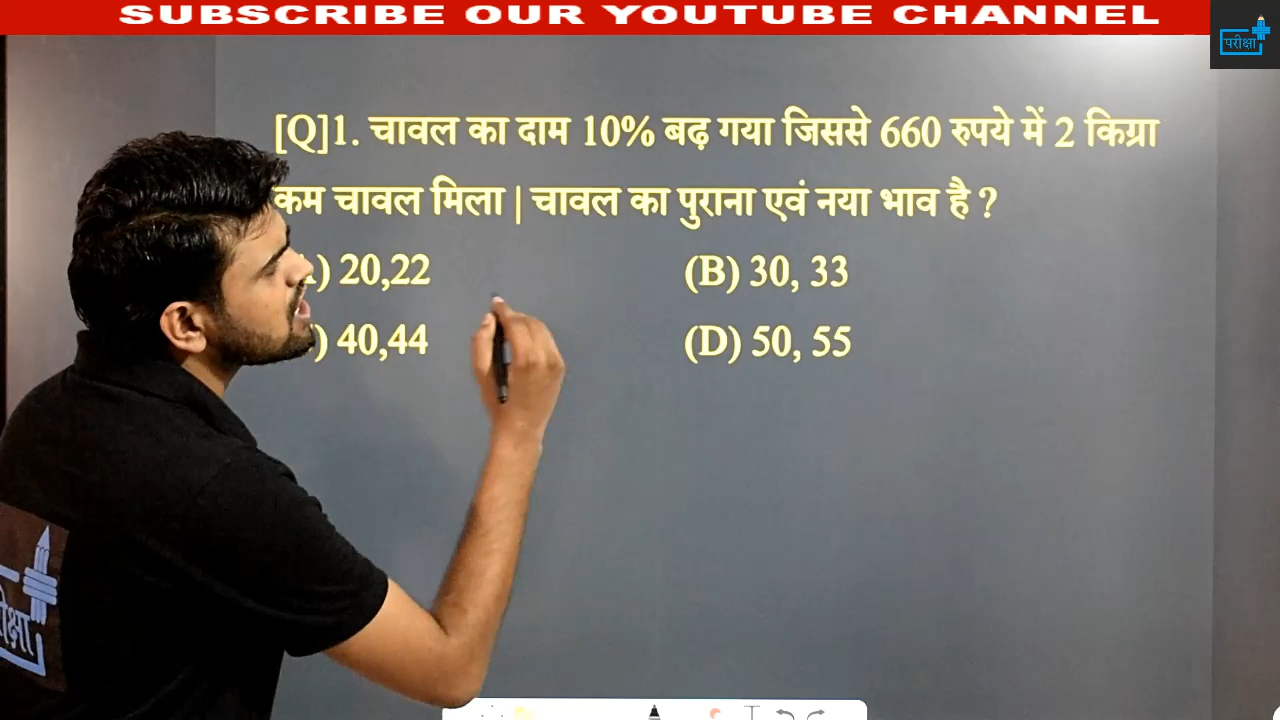 SUBSCRIBE OUR YOUTUBE CHANNEL
परीक्षा
[Q]1. चावल का दाम 10% बढ़ गया जिससे 660 रुपये में 2 किग्रा
कम चावल मिला | चावल का पुराना एवं नया भाव है ?
) 20,22 (B) 30, 33
) 40,44 (D) 50, 55